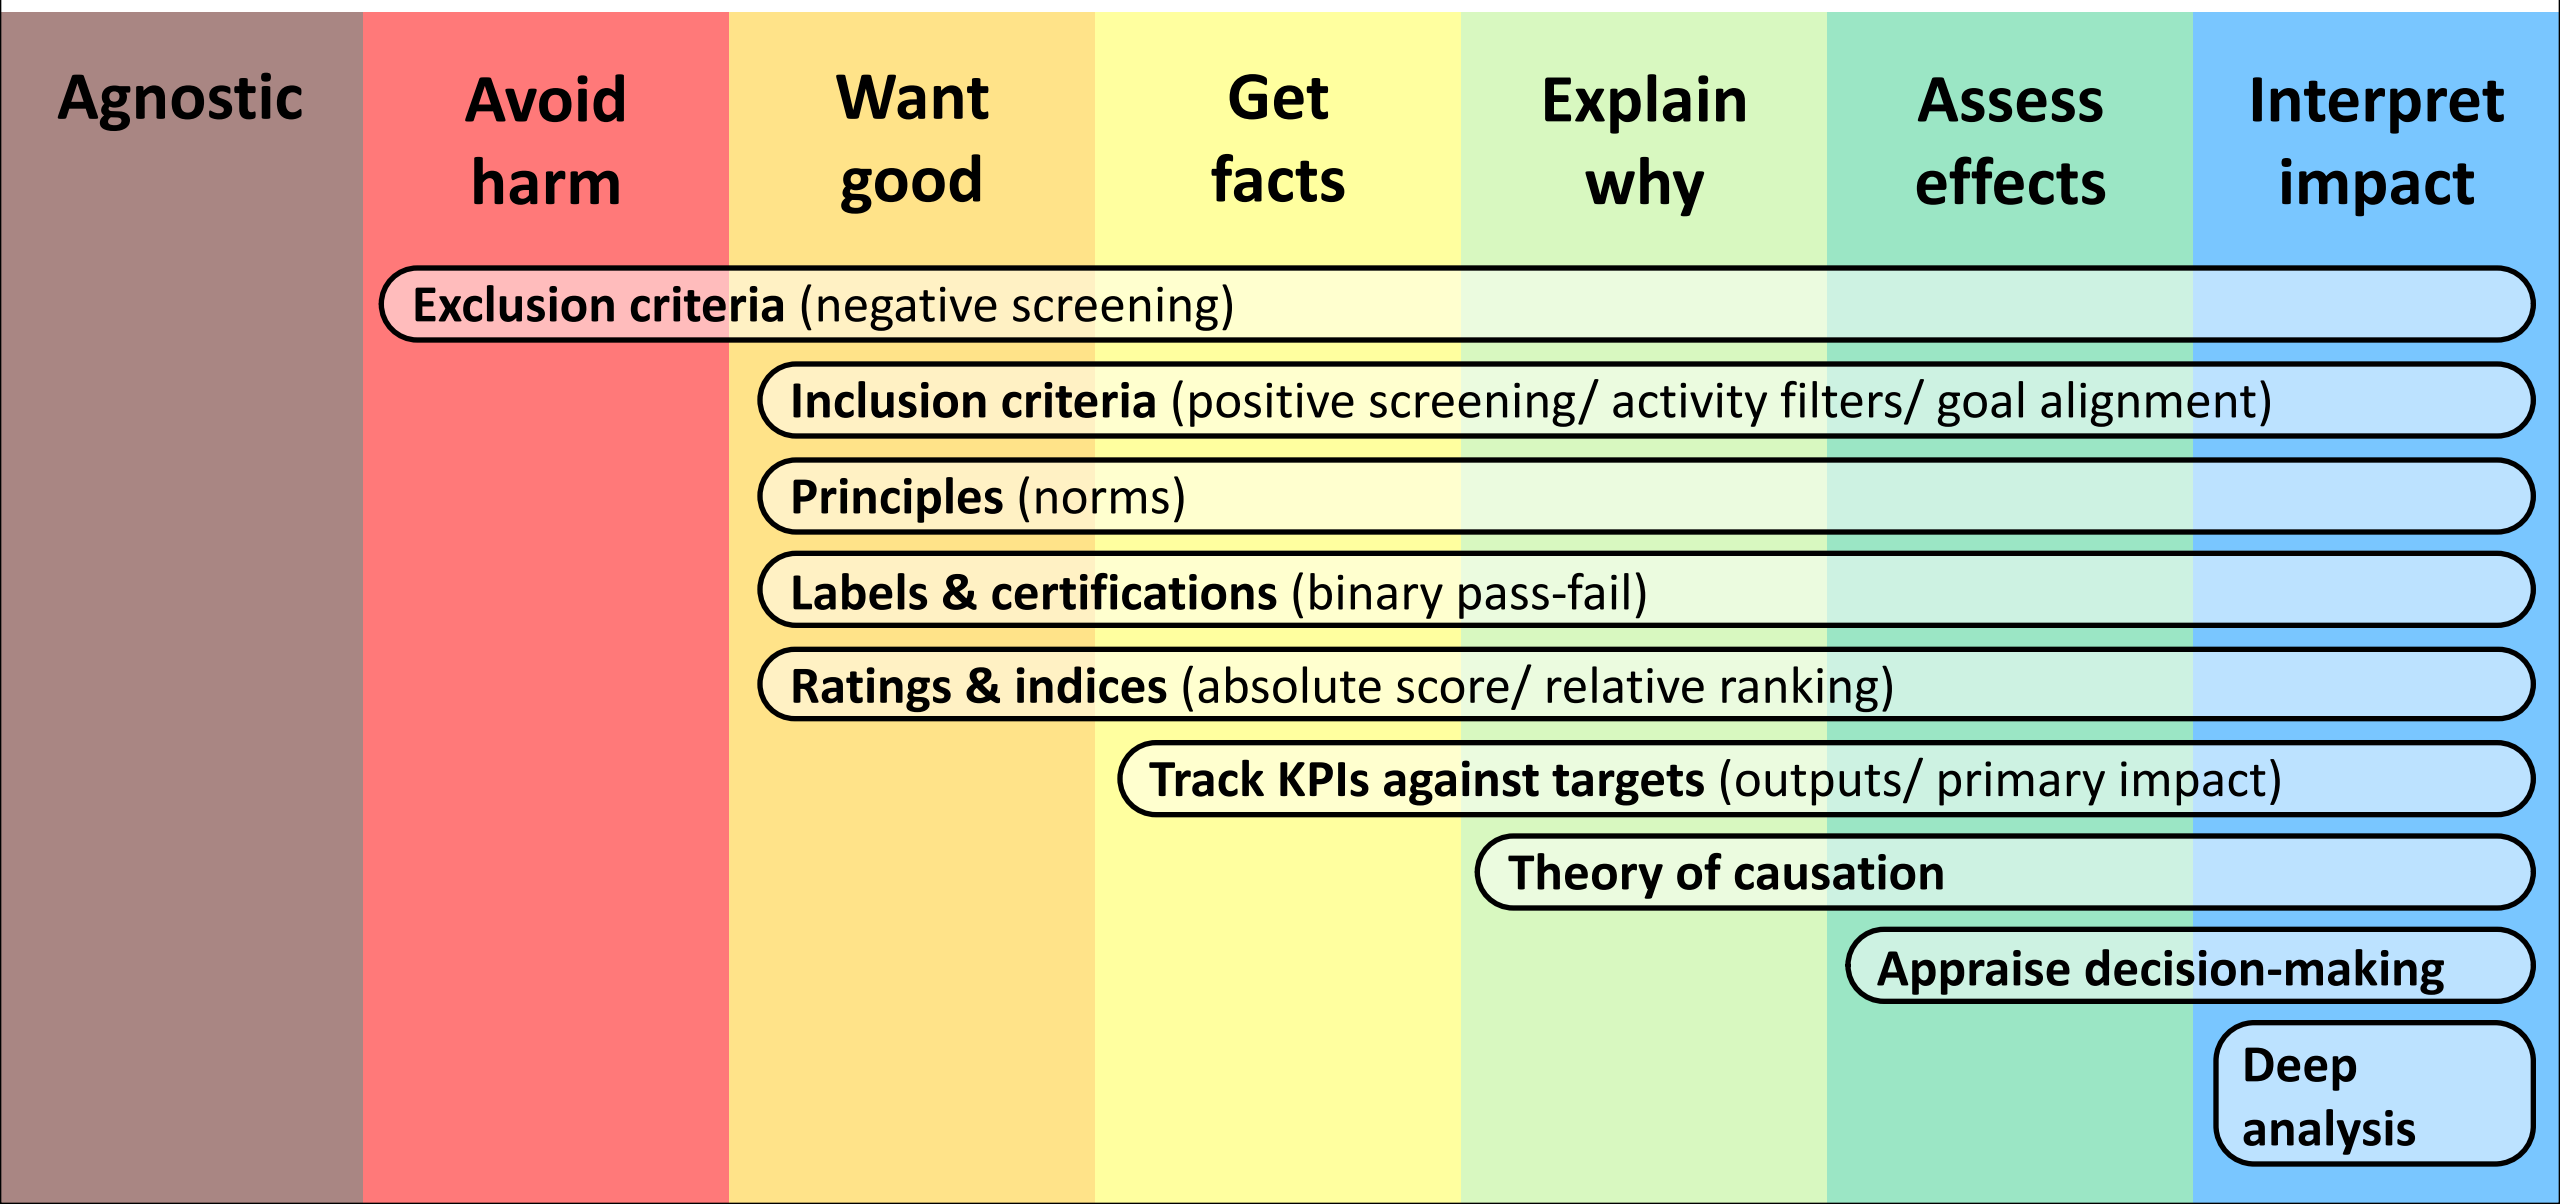 Agnostic
Avoid
harm
Want
good
Get
facts
Explain
why
Assess
effects
Interpret
impact
Exclusion criteria (negative screening)
Inclusion criteria (positive screening/ activity filters/ goal alignment)
Principles (norms)
Labels & certifications (binary pass-fail)
Ratings & indices (absolute score/ relative ranking)
Track KPIs against targets (outputs/ primary impact)
Theory of causation
Appraise decision-making
Deep
analysis